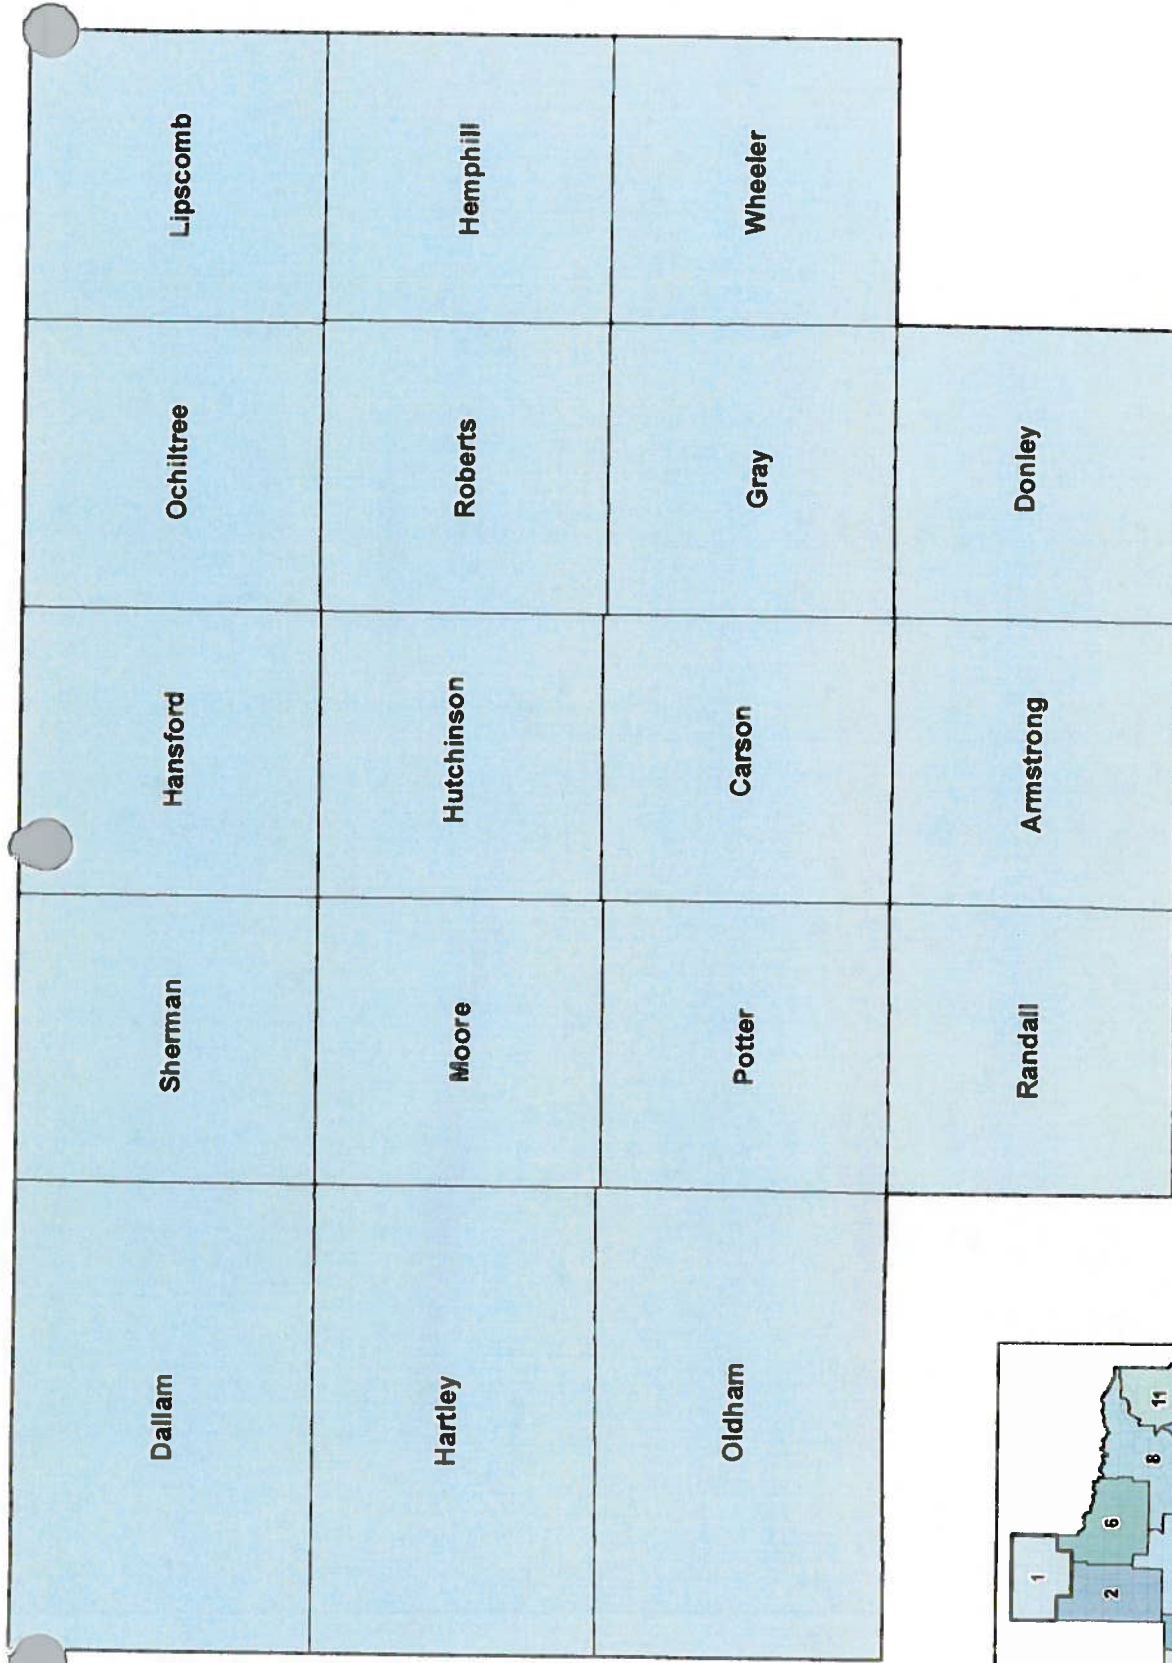 Dallam
Sherman
Hansford
Ochiltree
Lipscomb
Hartley
Moore
Hutchinson
Roberts
Hemphill
Oldham
Potter
Carson
Gray
Wheeler
Randall
Armstrong
Donley
1
2
6
8
11